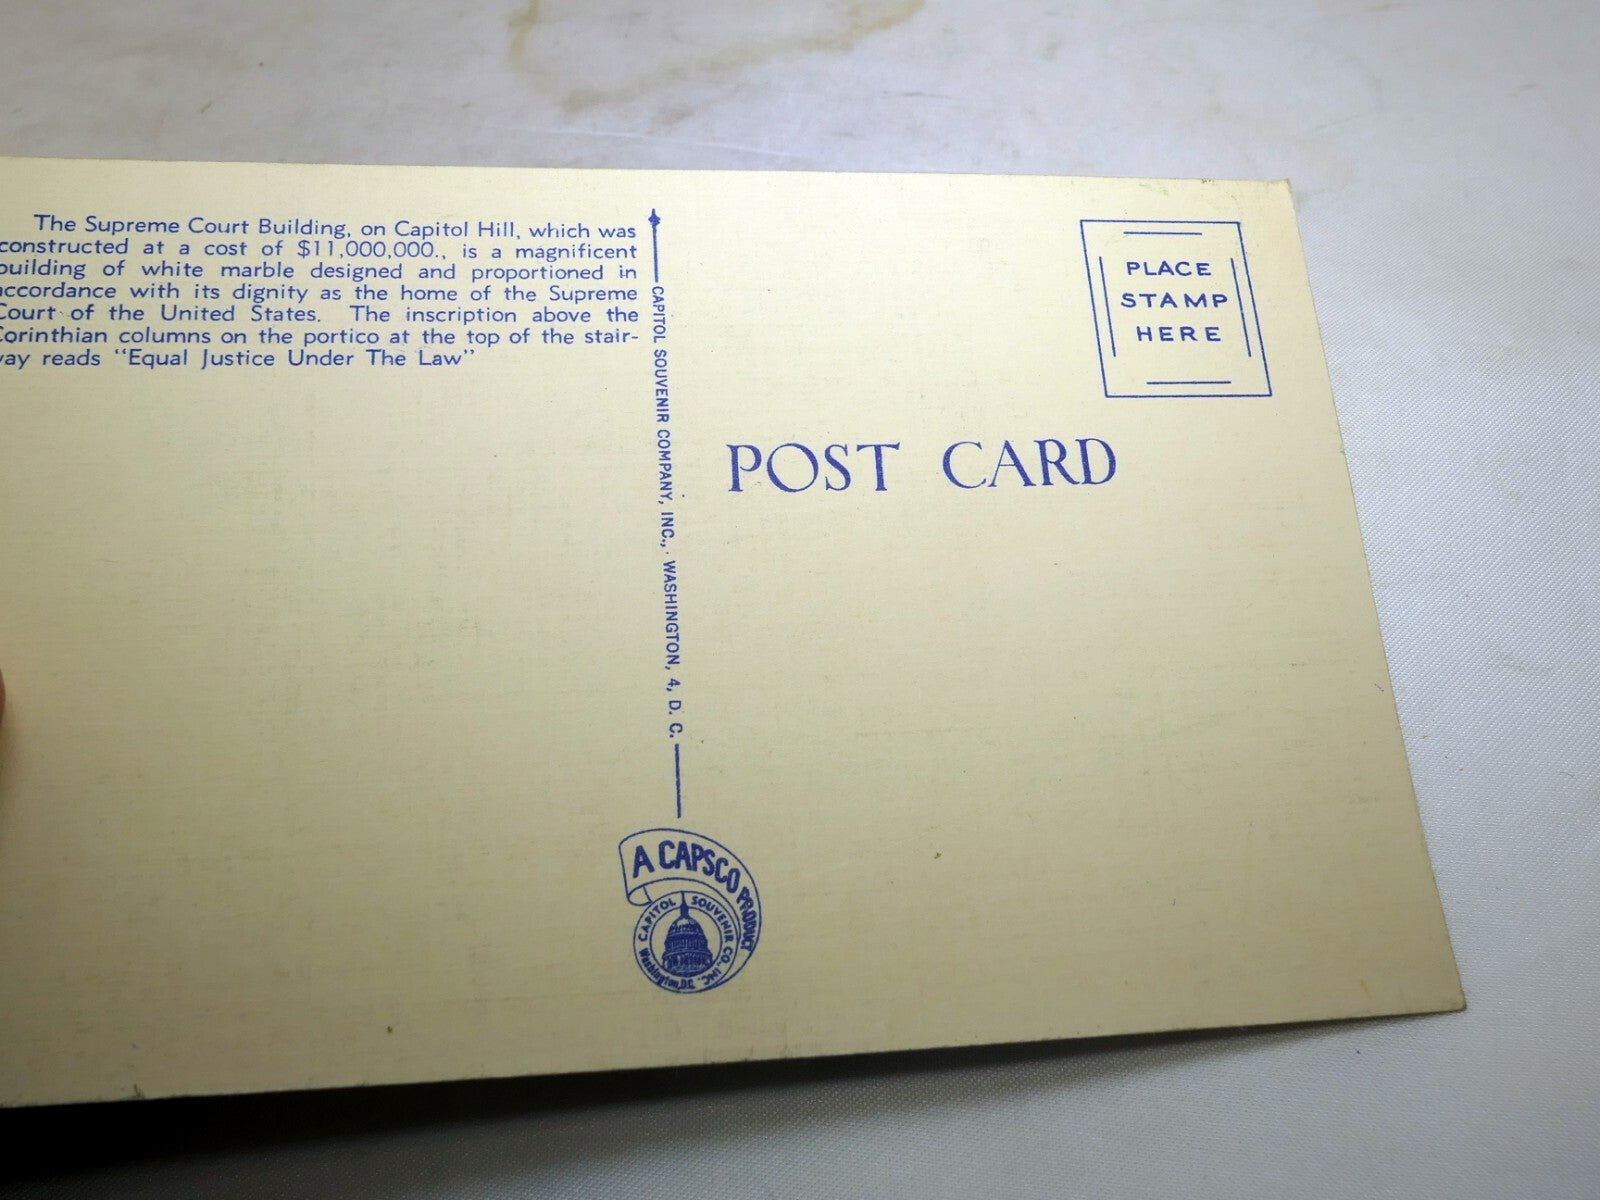 The Supreme Court Building, on Capitol Hill, which was
constructed at a cost of $11,000,000., is a magnificent
building of white marble designed and proportioned in
accordance with its dignity as the home of the Supreme
Court of the United States. The inscription above the
Corinthian columns on the portico at the top of the stair-
way reads "Equal Justice Under The Law"
CAPITOL SOUVENIR COMPANY, INC., WASHINGTON, 4, D. C.
PLACE
STAMP
HERE
POST CARD
A CAPSCO PRODUCT
CAPITOL SOUVENIR CO., INC.
Washington, D.C.